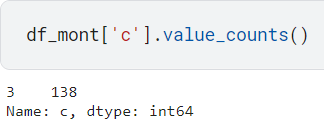 df_mont['c'].value_counts()
3    138
Name: c, dtype: int64